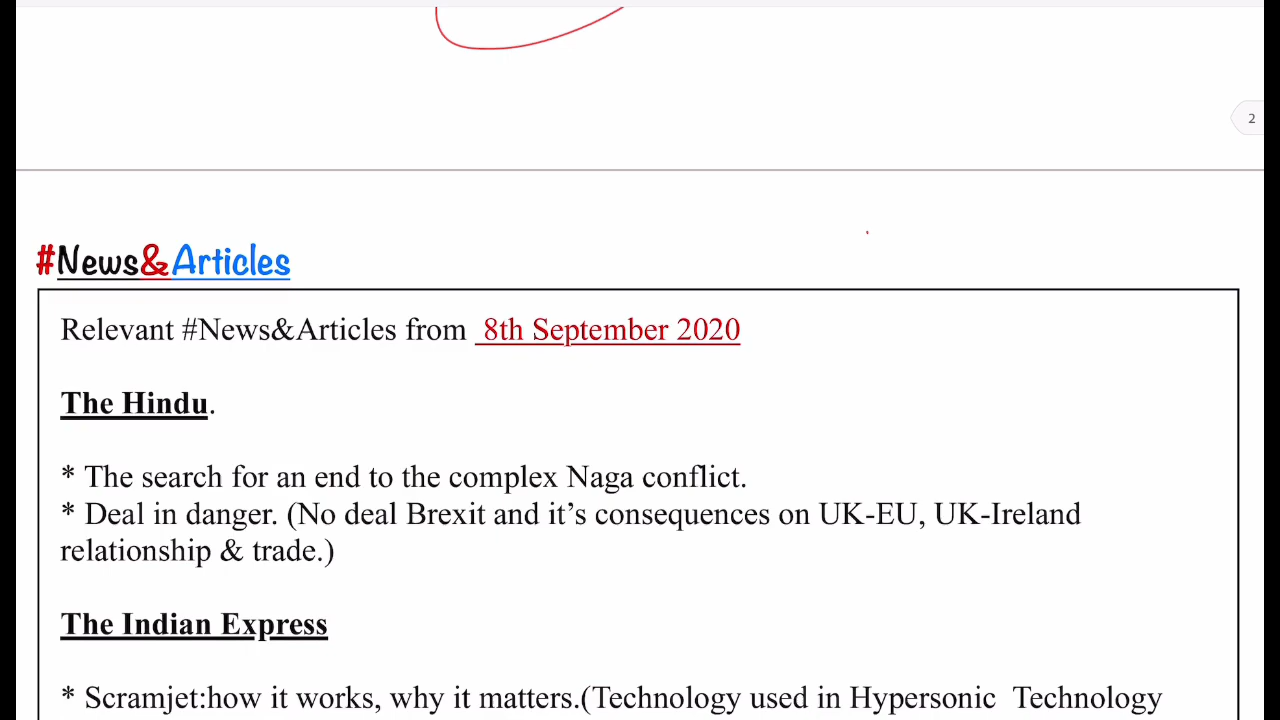 2
#News&Articles
Relevant #News&Articles from 8th September 2020
The Hindu.
* The search for an end to the complex Naga conflict.
* Deal in danger. (No deal Brexit and it’s consequences on UK-EU, UK-Ireland
relationship & trade.)
The Indian Express
* Scramjet:how it works, why it matters.(Technology used in Hypersonic Technology